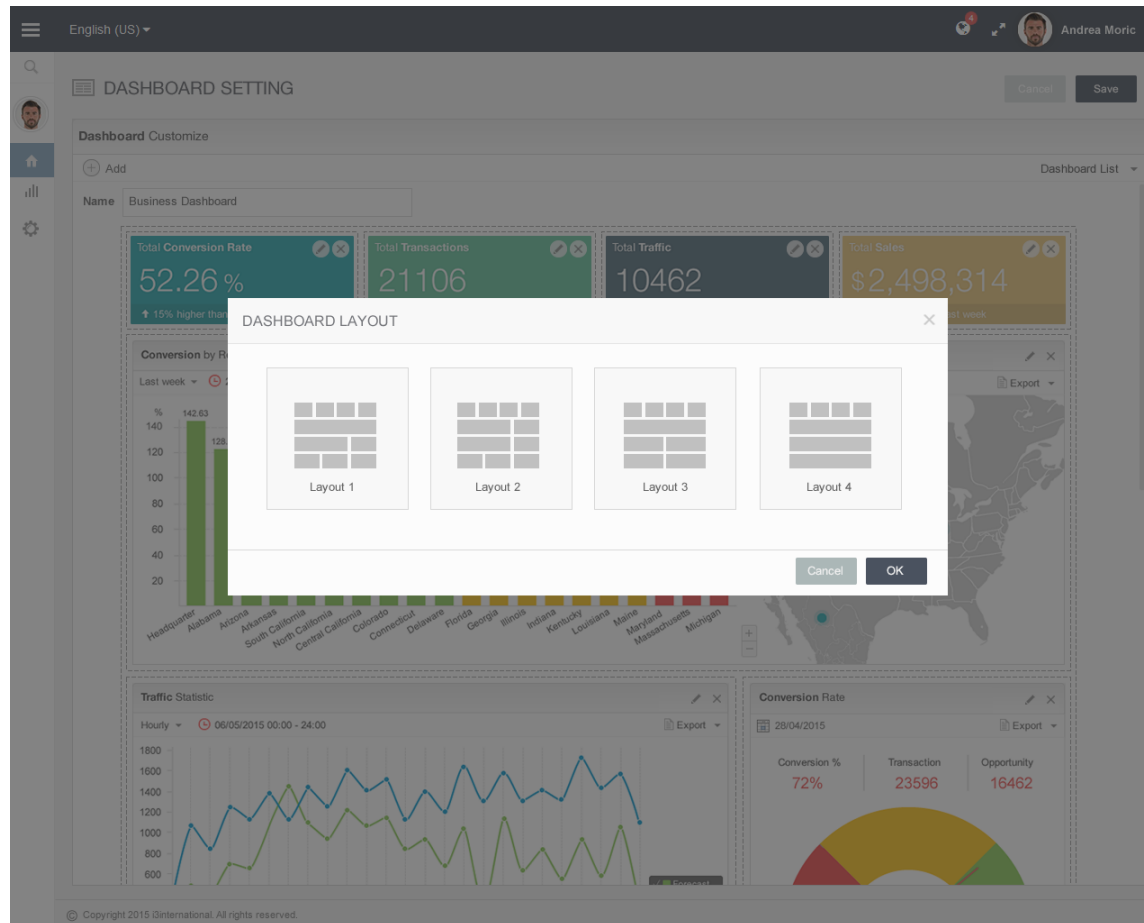 English (US)
4
Andrea Moric
DASHBOARD SETTING
Cancel
Save
Dashboard Customize
Add
Dashboard List
Name
Business Dashboard
Total Conversion Rate
Total Transactions
Total Traffic
Total Sales
52.26 %
21106
10462
$2,498,314
15% higher than
last week
DASHBOARD LAYOUT
Conversion by
Last week
Export
%
142.63
140
128.
120
100
80
60
40
20
Layout 1
Layout 2
Layout 3
Layout 4
Cancel
OK
Headquarter
Alabama
Arizona
Arkansas
South California
North California
Central California
Colorado
Connecticut
Delaware
Florida
Georgia
Illinois
Indiana
Kentucky
Louisiana
Maine
Maryland
Massachusetts
Michigan
+
−
Traffic Statistic
Hourly
06/05/2015 00:00 - 24:00
Export
1800
1600
1400
1200
1000
800
600
Forecast
Conversion Rate
28/04/2015
Export
Conversion %
Transaction
Opportunity
72%
23596
16462
© Copyright 2015 i3international. All rights reserved.